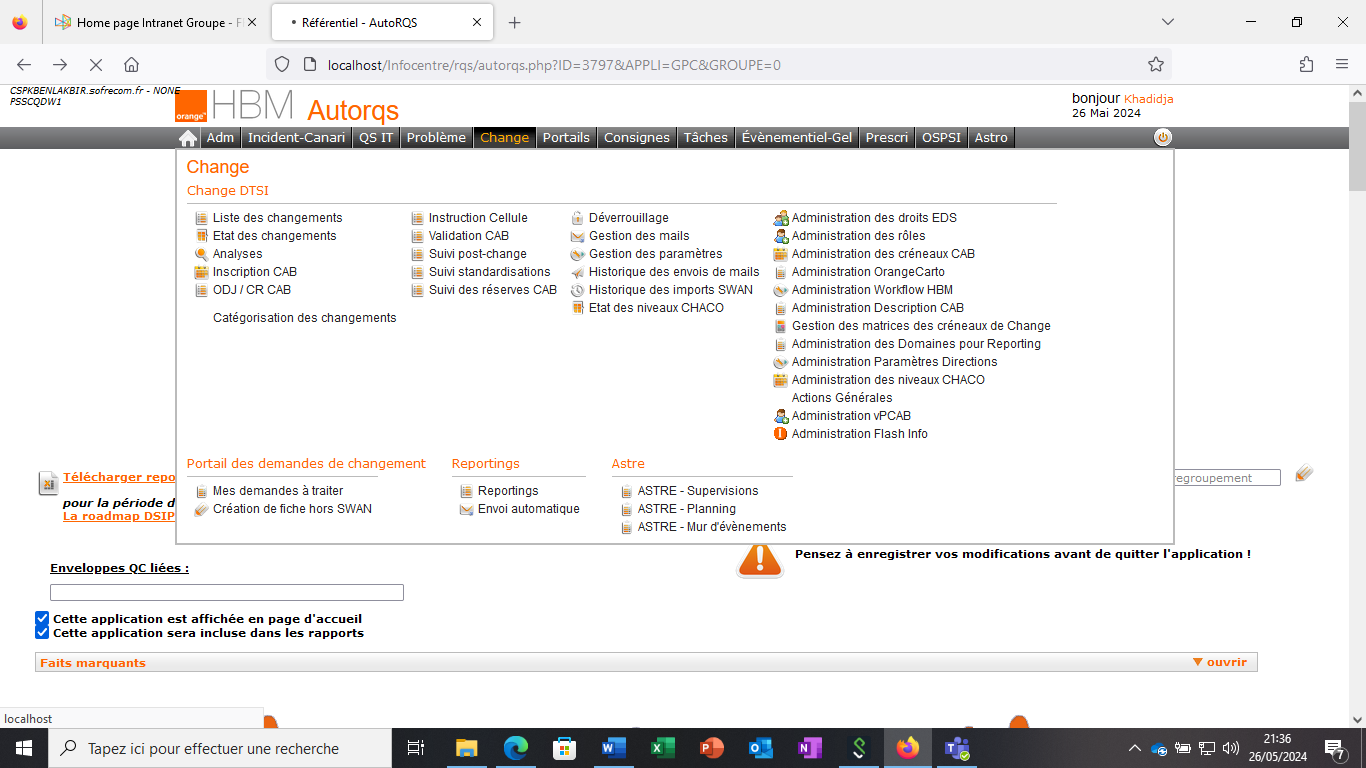 Home page Intranet Groupe - F
Référentiel - AutoRQS
localhost/Infocentre/rqs/autorqs.php?ID=3797&APPLI=GPC&GROUPE=0
CSPKBENLAKBIR.sofrecom.fr - NONE
PSSCQDW1
orange
HBM Autorqs
bonjour Khadidja
26 Mai 2024
Adm Incident-Canari QS IT Problème Change Portails Consignes Tâches Évènementiel-Gel Prescri OSPSI Astro
Change
Change DTSI
Liste des changements
Etat des changements
Analyses
Inscription CAB
ODJ / CR CAB
Catégorisation des changements
Instruction Cellule
Validation CAB
Suivi post-change
Suivi standardisations
Suivi des réserves CAB
Déverrouillage
Gestion des mails
Gestion des paramètres
Historique des envois de mails
Historique des imports SWAN
Etat des niveaux CHACO
Administration des droits EDS
Administration des rôles
Administration des créneaux CAB
Administration OrangeCarto
Administration Workflow HBM
Administration Description CAB
Gestion des matrices des créneaux de Change
Administration des Domaines pour Reporting
Administration Paramètres Directions
Administration des niveaux CHACO
Actions Générales
Administration vPCAB
Administration Flash Info
Portail des demandes de changement
Mes demandes à traiter
Création de fiche hors SWAN
Reportings
Reportings
Envoi automatique
Astre
ASTRE - Supervisions
ASTRE - Planning
ASTRE - Mur d'évènements
Télécharger repo
pour la période d
La roadmap DSIP
regroupement
Pensez à enregistrer vos modifications avant de quitter l'application !
Enveloppes QC liées :
Cette application est affichée en page d'accueil
Cette application sera incluse dans les rapports
Faits marquants
ouvrir
localhost
Tapez ici pour effectuer une recherche
21:36
26/05/2024
7